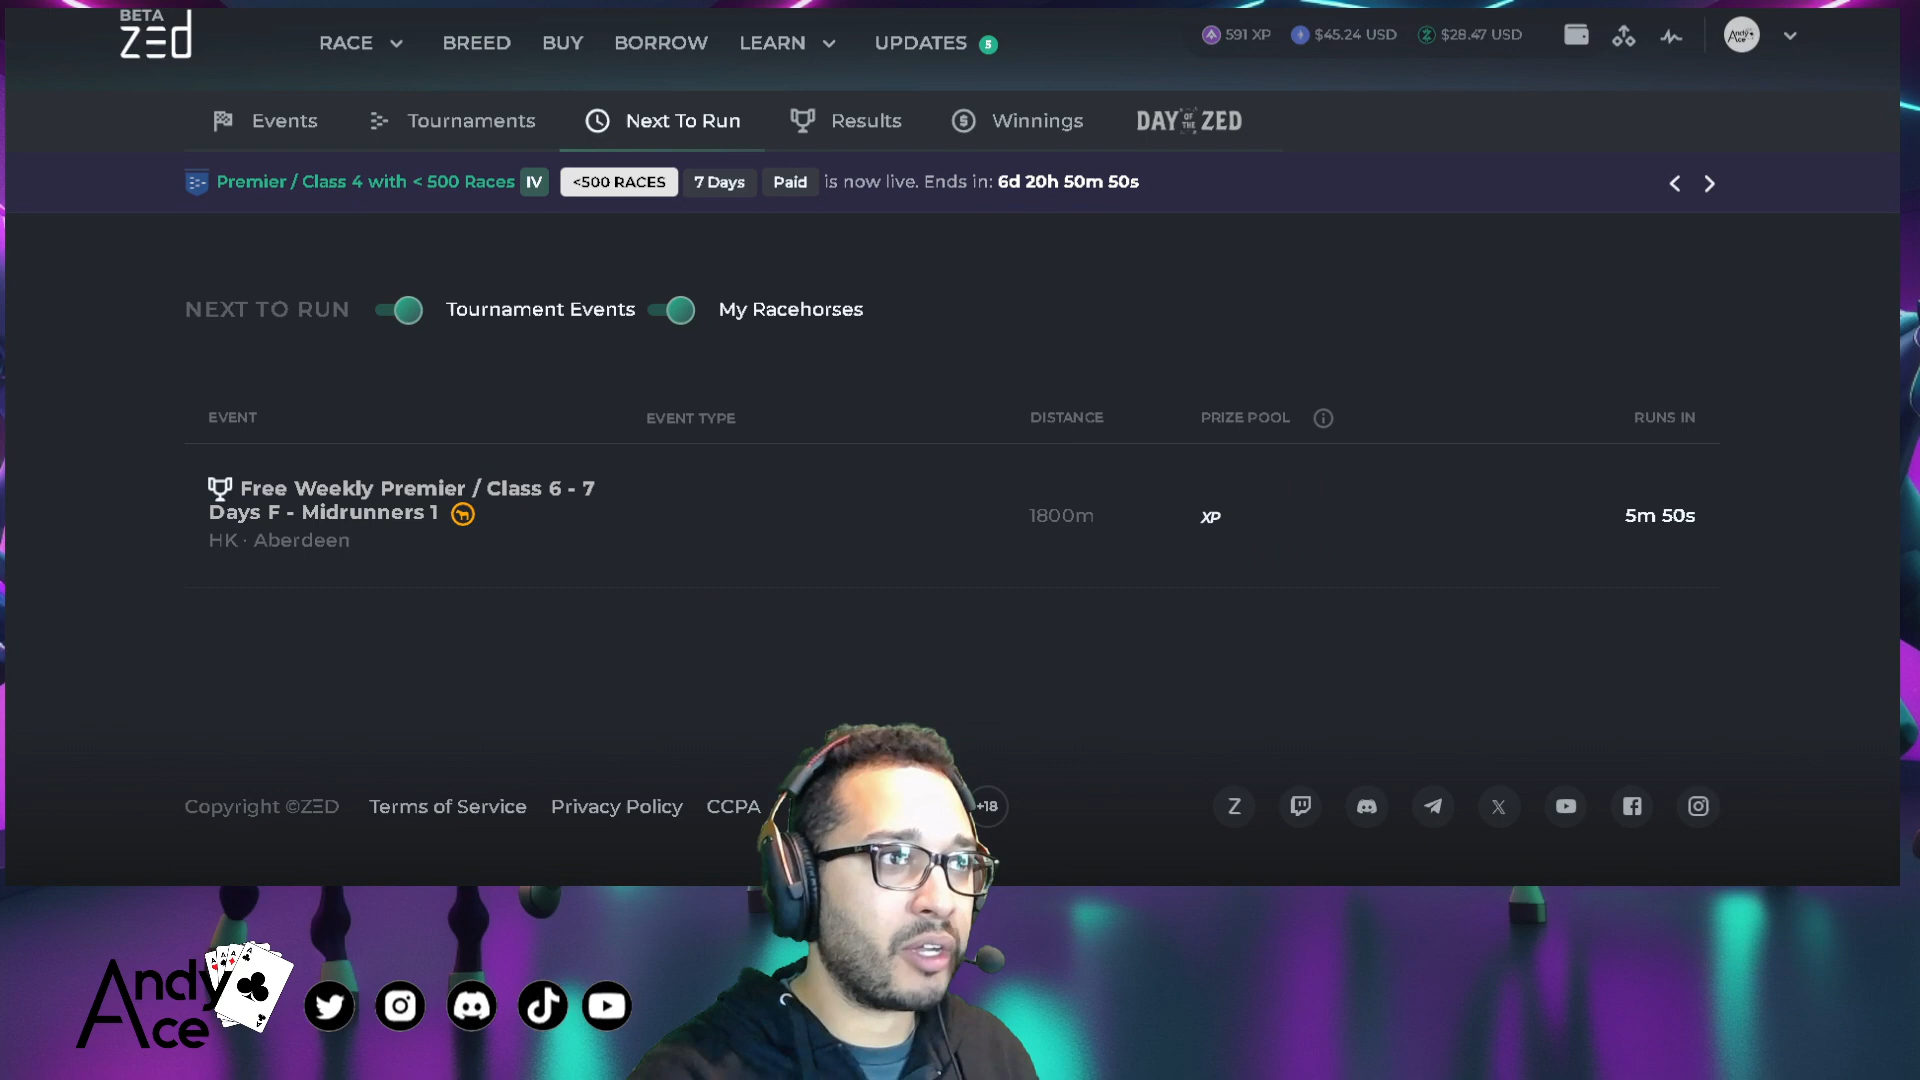 BETA
ZED
RACE BREED BUY BORROW LEARN UPDATES 5
591 XP $45.24 USD $28.47 USD
Andy Ace
Events Tournaments Next To Run Results Winnings DAY OF THE ZED
Premier / Class 4 with < 500 Races IV <500 RACES 7 Days Paid is now live. Ends in: 6d 20h 50m 50s
NEXT TO RUN Tournament Events My Racehorses
EVENT EVENT TYPE DISTANCE PRIZE POOL RUNS IN
Free Weekly Premier / Class 6 - 7
Days F - Midrunners 1
HK · Aberdeen
1800m XP 5m 50s
Copyright ©ZED Terms of Service Privacy Policy CCPA +18
Andy
Ace